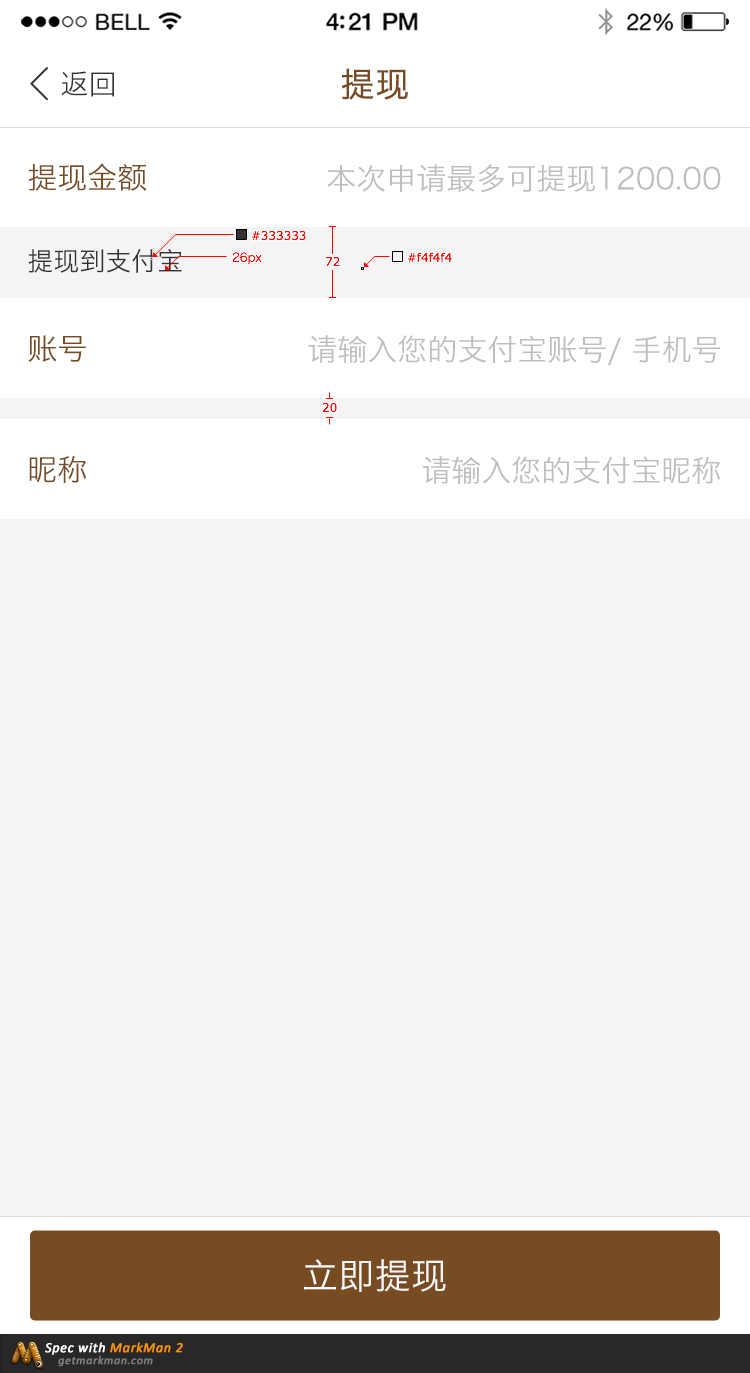 BELL 4:21 PM 22%
返回 提现
提现金额 本次申请最多可提现1200.00
#333333
提现到支付宝 26px 72 #f4f4f4
账号 请输入您的支付宝账号/ 手机号
20
昵称 请输入您的支付宝昵称
立即提现
Spec with MarkMan 2
getmarkman.com